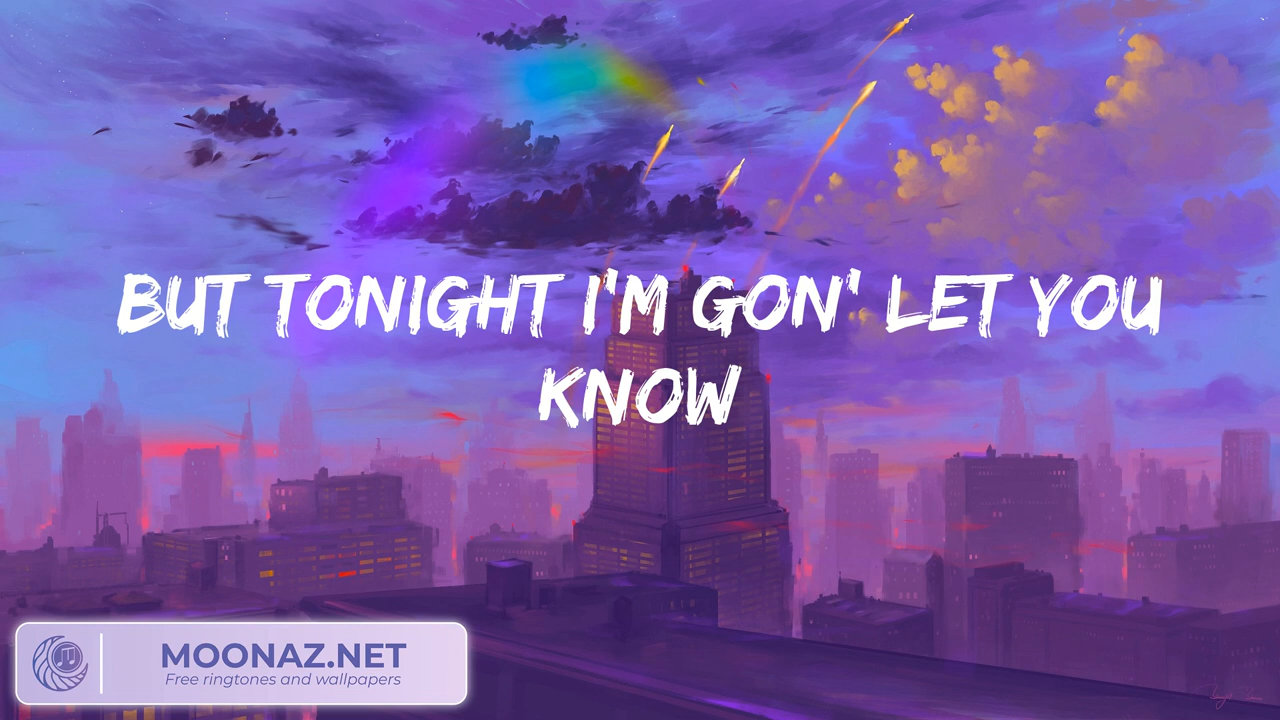 BUT TONIGHT I'M GON' LET YOU
KNOW
MOONAZ.NET
Free ringtones and wallpapers